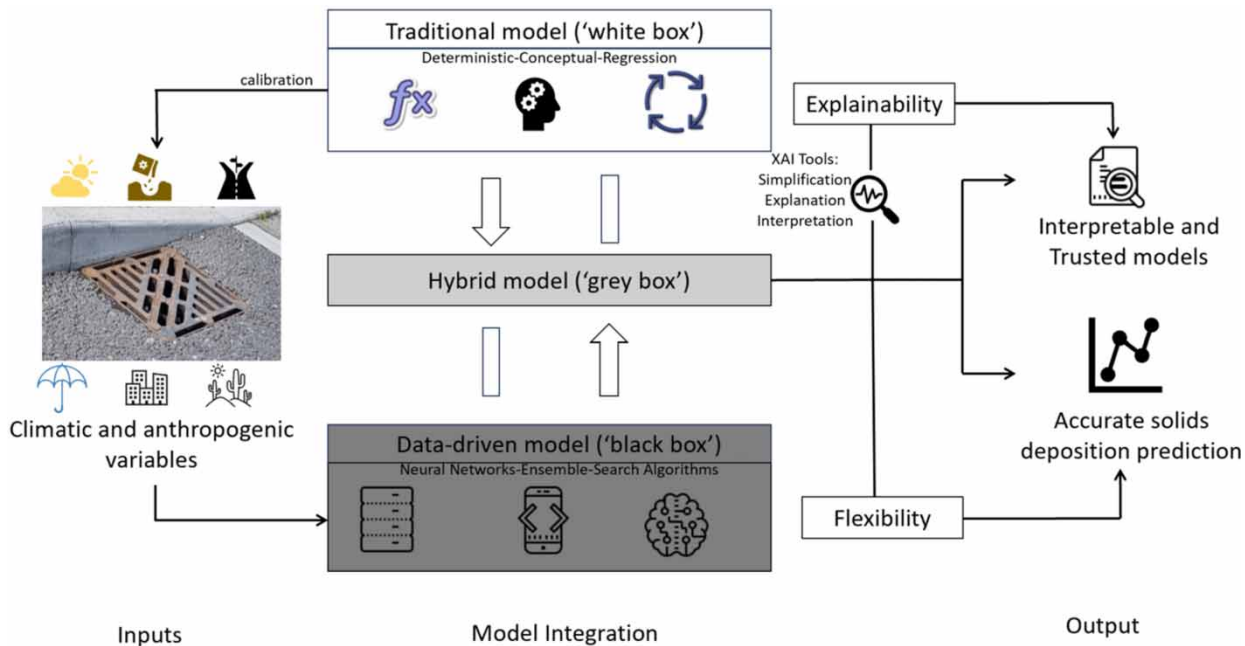 Traditional model (‘white box’)
Deterministic-Conceptual-Regression
fx
calibration
Explainability
XAI Tools:
Simplification
Explanation
Interpretation
Interpretable and
Trusted models
Hybrid model (‘grey box’)
Climatic and anthropogenic
variables
Data-driven model (‘black box’)
Neural Networks-Ensemble-Search Algorithms
Accurate solids
deposition prediction
Flexibility
Inputs
Model Integration
Output